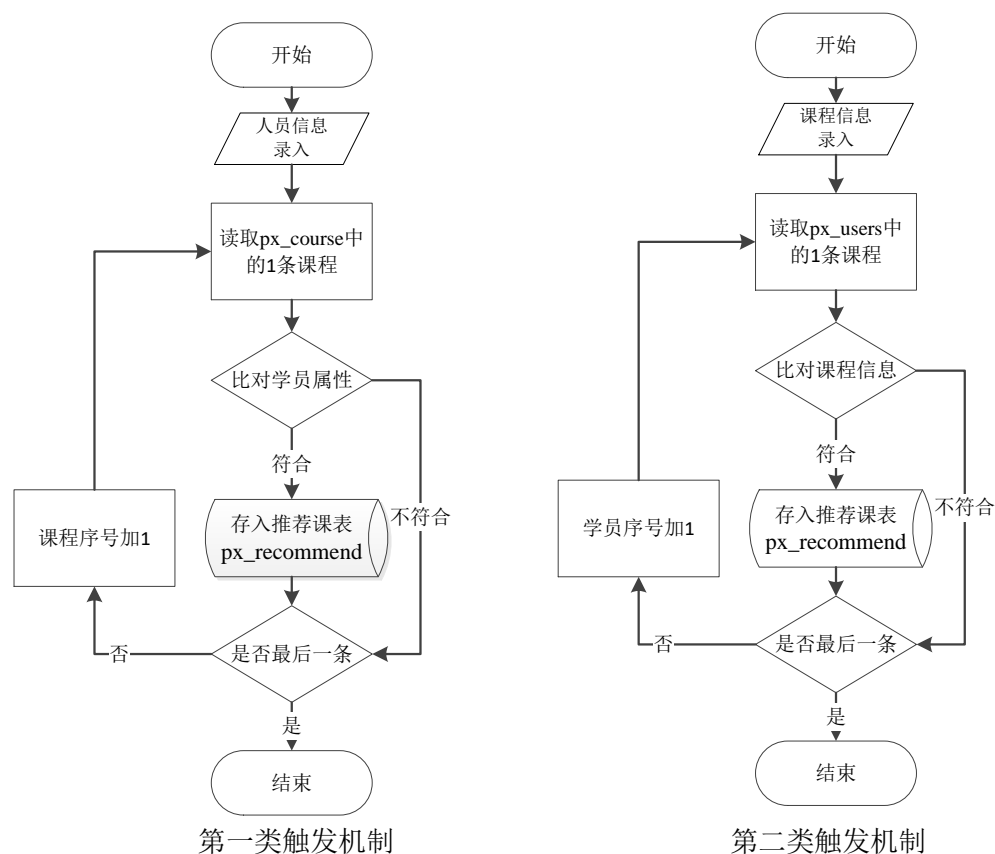 开始
人员信息
录入
读取px_course中
的1条课程
比对学员属性
符合
不符合
课程序号加1
存入推荐课表
px_recommend
否
是否最后一条
是
结束
第一类触发机制
开始
课程信息
录入
读取px_users中
的1条课程
比对课程信息
符合
不符合
学员序号加1
存入推荐课表
px_recommend
否
是否最后一条
是
结束
第二类触发机制